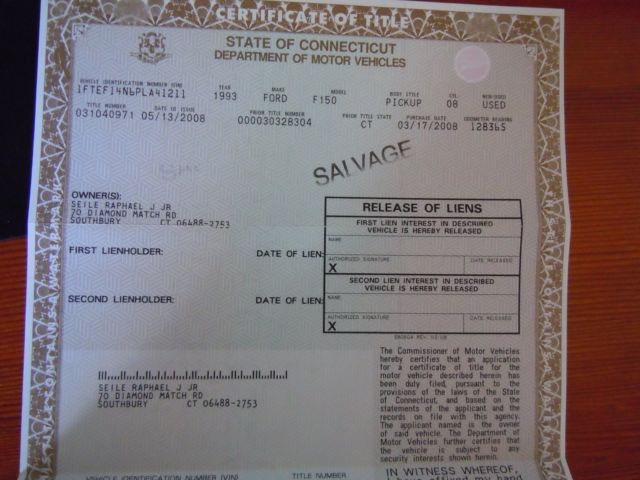 CERTIFICATE OF TITLE
STATE OF CONNECTICUT
DEPARTMENT OF MOTOR VEHICLES
VEHICLE IDENTIFICATION NUMBER (VIN) YEAR MAKE MODEL BODY STYLE CYL NEW/USED
1FTEF14N6PLA41211 1993 FORD F150 PICKUP 08 USED
TITLE NUMBER DATE OF ISSUE PRIOR TITLE NUMBER PRIOR TITLE STATE PURCHASE DATE ODOMETER READING
031040971 05/13/2008 000030328304 CT 03/17/2008 128365
SALVAGE
OWNER(S):
SEILE RAPHAEL J JR
70 DIAMOND MATCH RD
SOUTHBURY CT 06488-2753
RELEASE OF LIENS
FIRST LIEN INTEREST IN DESCRIBED
VEHICLE IS HEREBY RELEASED
NAME
FIRST LIENHOLDER: DATE OF LIEN:
AUTHORIZED SIGNATURE DATE RELEASED
X
SECOND LIEN INTEREST IN DESCRIBED
VEHICLE IS HEREBY RELEASED
SECOND LIENHOLDER: DATE OF LIEN:
NAME
AUTHORIZED SIGNATURE DATE RELEASED
X
SEILE RAPHAEL J JR
70 DIAMOND MATCH RD
SOUTHBURY CT 06488-2753
The Commissioner of Motor Vehicles
hereby certifies that an application
for a certificate of title for the
motor vehicle described herein has
been duly filed, pursuant to the
provisions of the laws of the State
of Connecticut, and based on the
statements of the applicant and the
records on file with this agency.
The applicant named is the owner
of said vehicle. The Department of
Motor Vehicles further certifies that
the vehicle is subject to any
security interests shown herein.
IN WITNESS WHEREOF,
I have affixed my hand
VEHICLE IDENTIFICATION NUMBER (VIN) TITLE NUMBER